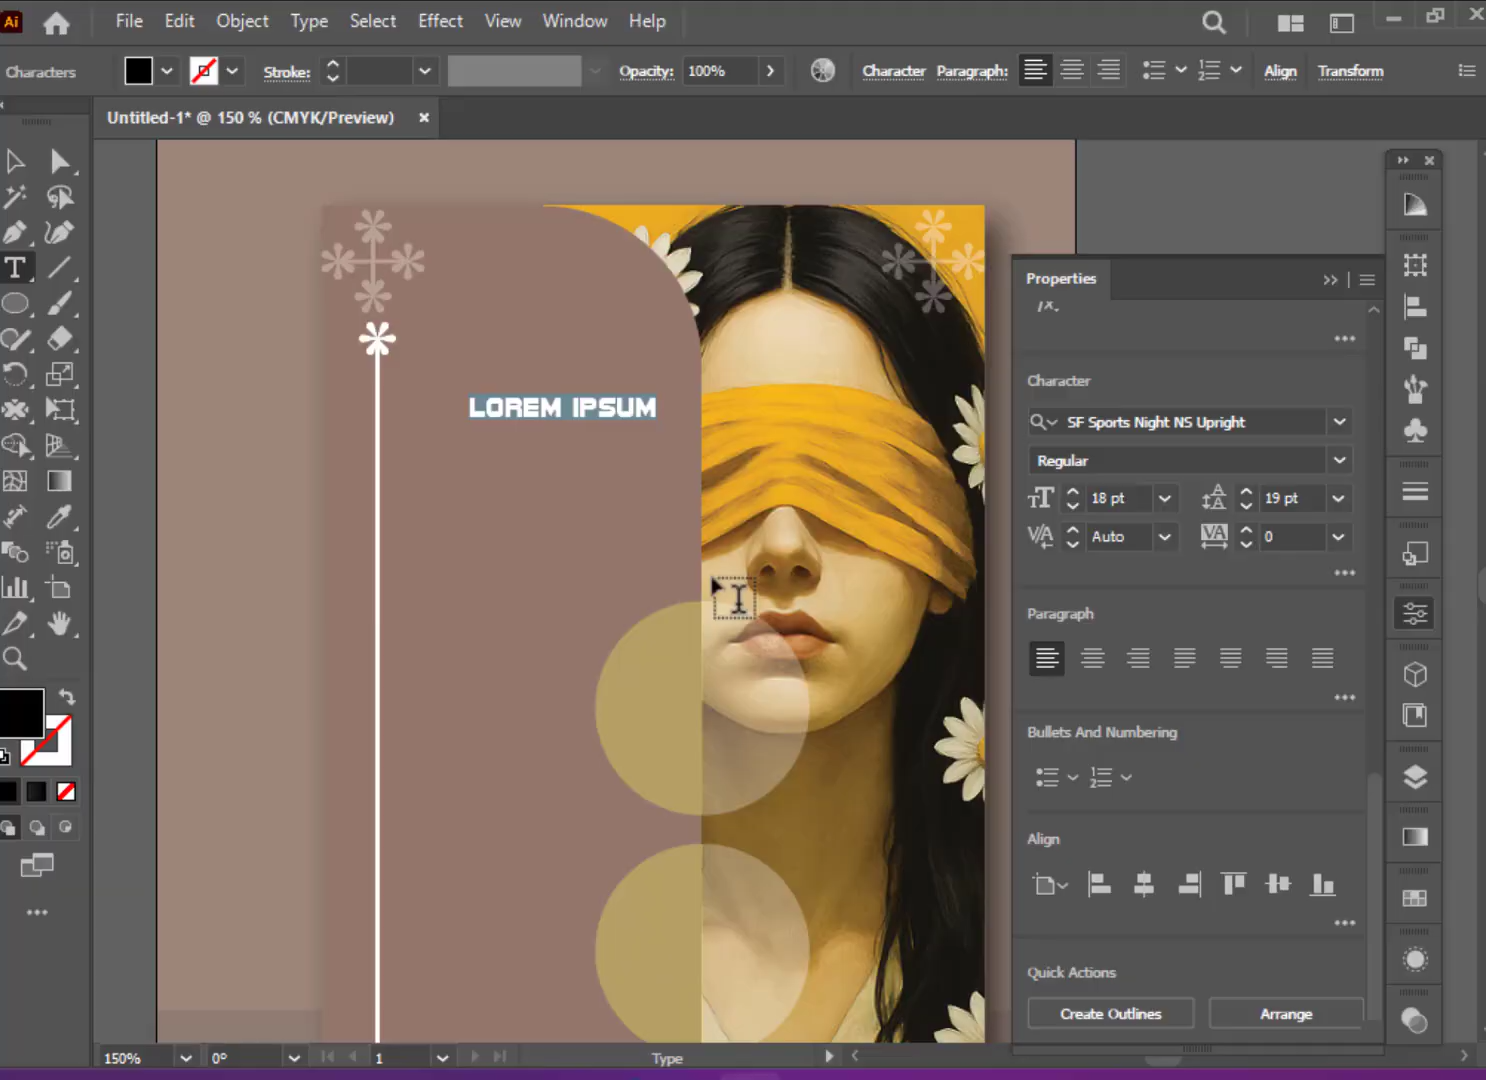 Ai File Edit Object Type Select Effect View Window Help
Characters Stroke: Opacity: 100% Character Paragraph: Align Transform
Untitled-1* @ 150 % (CMYK/Preview) ×
Properties
Character
LOREM IPSUM
SF Sports Night NS Upright
Regular
18 pt 19 pt
Auto 0
Paragraph
Bullets And Numbering
Align
Quick Actions
Create Outlines Arrange
150% 0° 1 Type